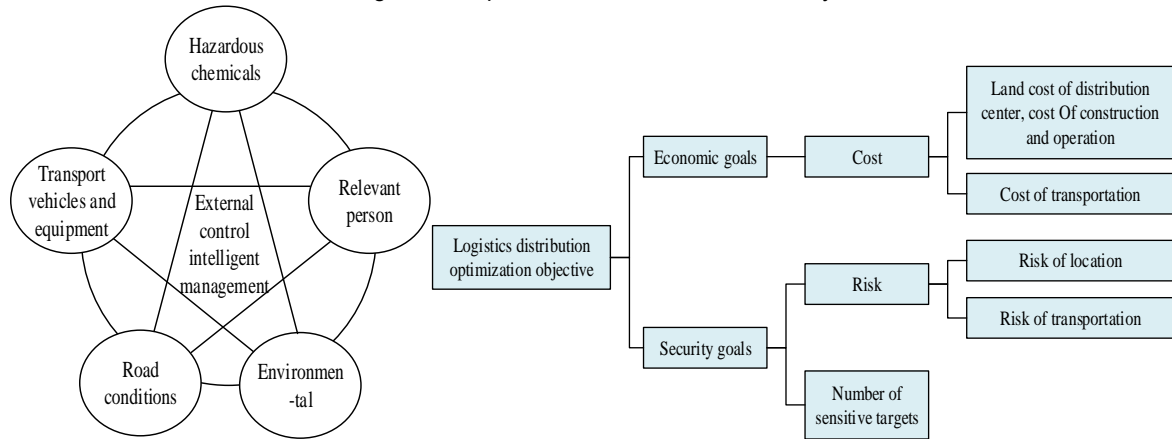 Hazardous
chemicals
Transport
vehicles and
equipment
Relevant
person
External
control
intelligent
management
Road
conditions
Environmen
-tal
Logistics distribution
optimization objective
Economic goals
Cost
Land cost of distribution
center, cost Of construction
and operation
Cost of transportation
Security goals
Risk
Risk of location
Risk of transportation
Number of
sensitive targets